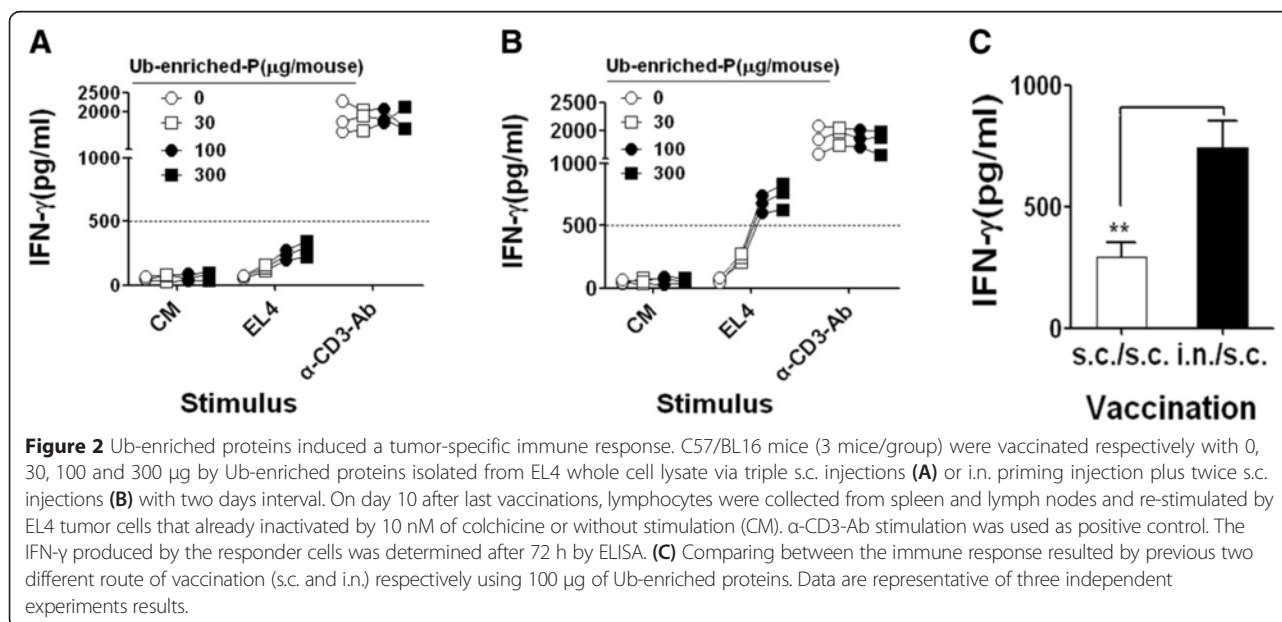 A
Ub-enriched-P(μg/mouse)
0
30
100
300
2500
2000
1000
500
0
IFN-γ(pg/ml)
CM
EL4
α-CD3-Ab
Stimulus
B
Ub-enriched-P(μg/mouse)
0
30
100
300
2500
2000
1000
500
0
IFN-γ(pg/ml)
CM
EL4
α-CD3-Ab
Stimulus
C
1000
500
0
IFN-γ(pg/ml)
**
s.c./s.c. i.n./s.c.
Vaccination
Figure 2 Ub-enriched proteins induced a tumor-specific immune response. C57/BL16 mice (3 mice/group) were vaccinated respectively with 0,
30, 100 and 300 μg by Ub-enriched proteins isolated from EL4 whole cell lysate via triple s.c. injections (A) or i.n. priming injection plus twice s.c.
injections (B) with two days interval. On day 10 after last vaccinations, lymphocytes were collected from spleen and lymph nodes and re-stimulated by
EL4 tumor cells that already inactivated by 10 nM of colchicine or without stimulation (CM). α-CD3-Ab stimulation was used as positive control. The
IFN-γ produced by the responder cells was determined after 72 h by ELISA. (C) Comparing between the immune response resulted by previous two
different route of vaccination (s.c. and i.n.) respectively using 100 μg of Ub-enriched proteins. Data are representative of three independent
experiments results.